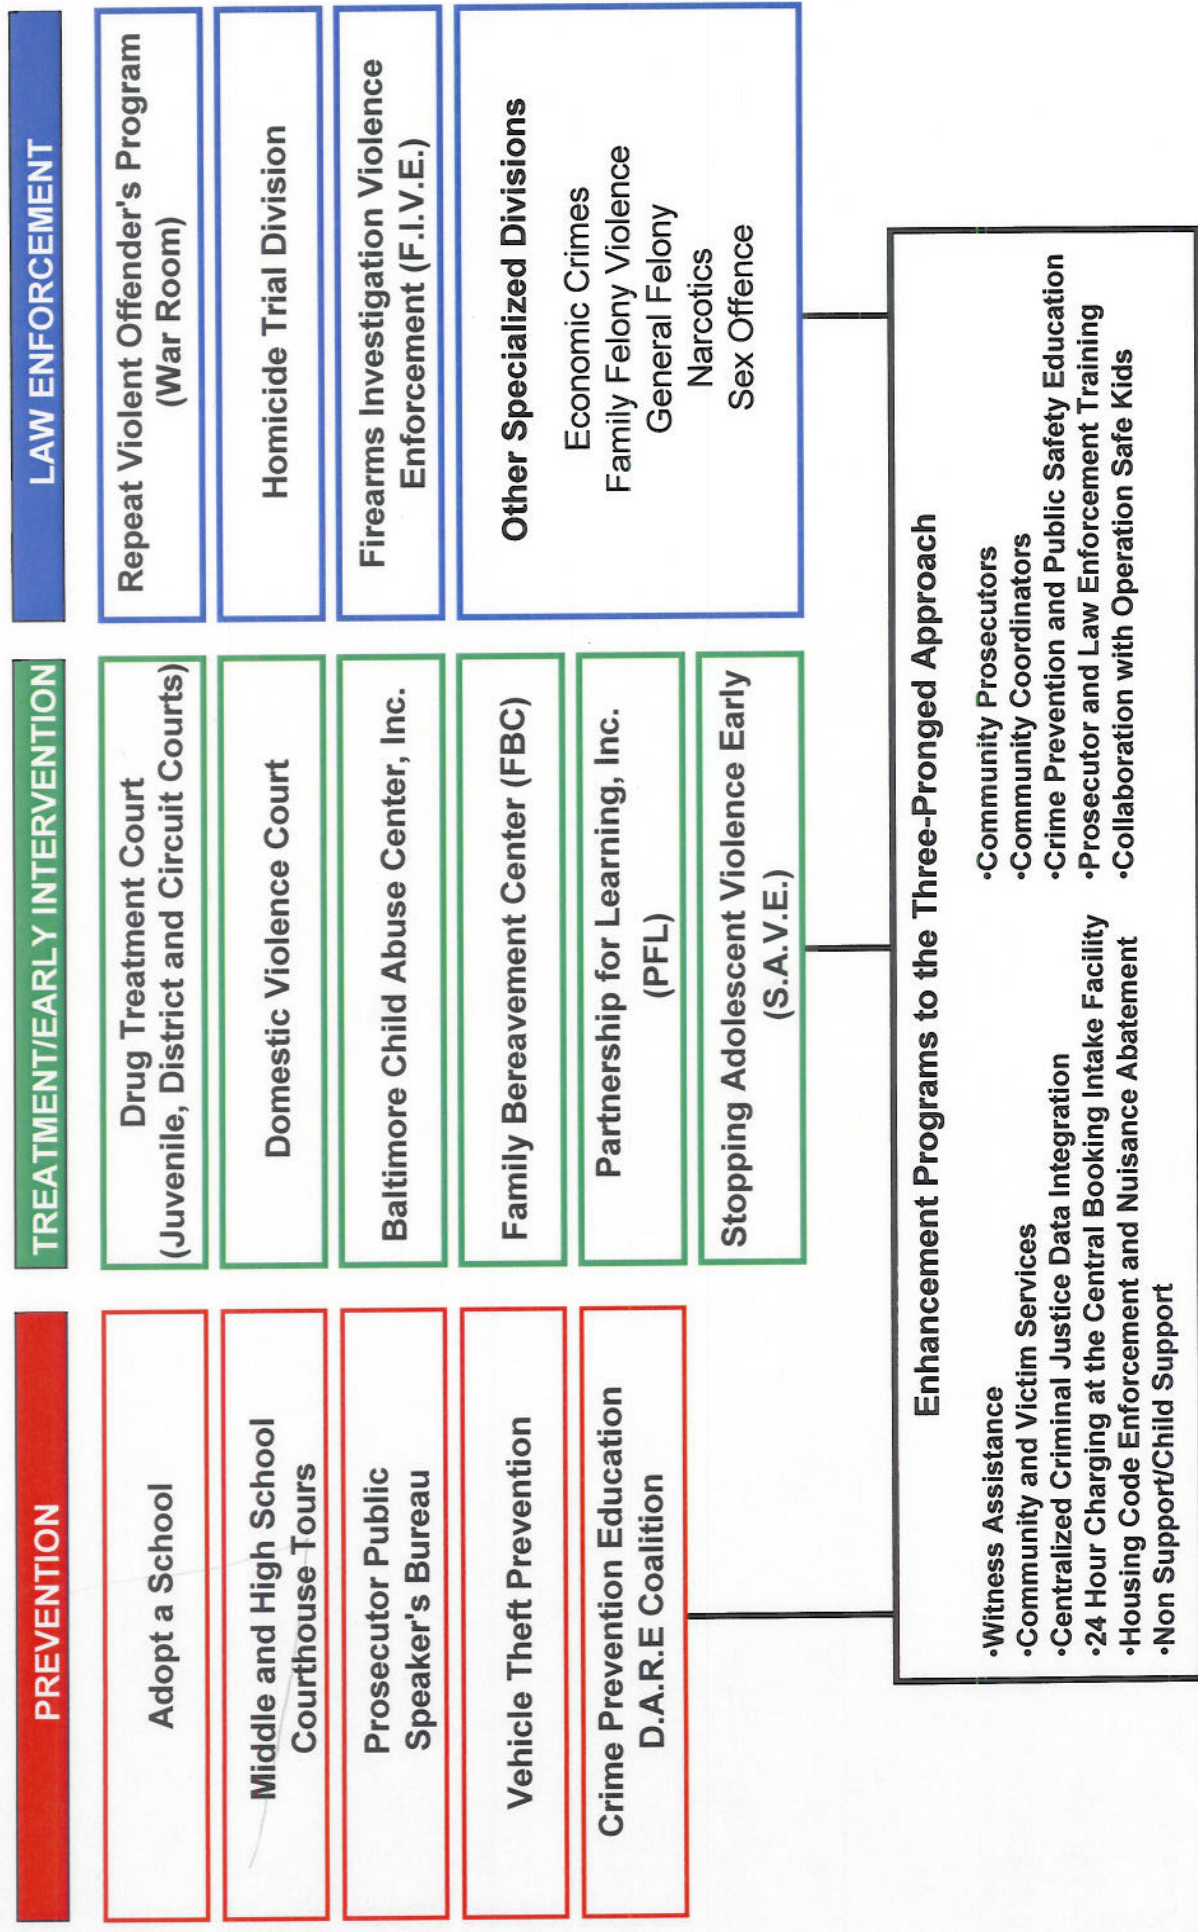 PREVENTION
Adopt a School
Middle and High School
Courthouse Tours
Prosecutor Public
Speaker's Bureau
Vehicle Theft Prevention
Crime Prevention Education
D.A.R.E Coalition
TREATMENT/EARLY INTERVENTION
Drug Treatment Court
(Juvenile, District and Circuit Courts)
Domestic Violence Court
Baltimore Child Abuse Center, Inc.
Family Bereavement Center (FBC)
Partnership for Learning, Inc.
(PFL)
Stopping Adolescent Violence Early
(S.A.V.E.)
LAW ENFORCEMENT
Repeat Violent Offender's Program
(War Room)
Homicide Trial Division
Firearms Investigation Violence
Enforcement (F.I.V.E.)
Other Specialized Divisions
Economic Crimes
Family Felony Violence
General Felony
Narcotics
Sex Offence
Enhancement Programs to the Three-Pronged Approach
•Witness Assistance
•Community and Victim Services
•Centralized Criminal Justice Data Integration
•24 Hour Charging at the Central Booking Intake Facility
•Housing Code Enforcement and Nuisance Abatement
•Non Support/Child Support
•Community Prosecutors
•Community Coordinators
•Crime Prevention and Public Safety Education
•Prosecutor and Law Enforcement Training
•Collaboration with Operation Safe Kids